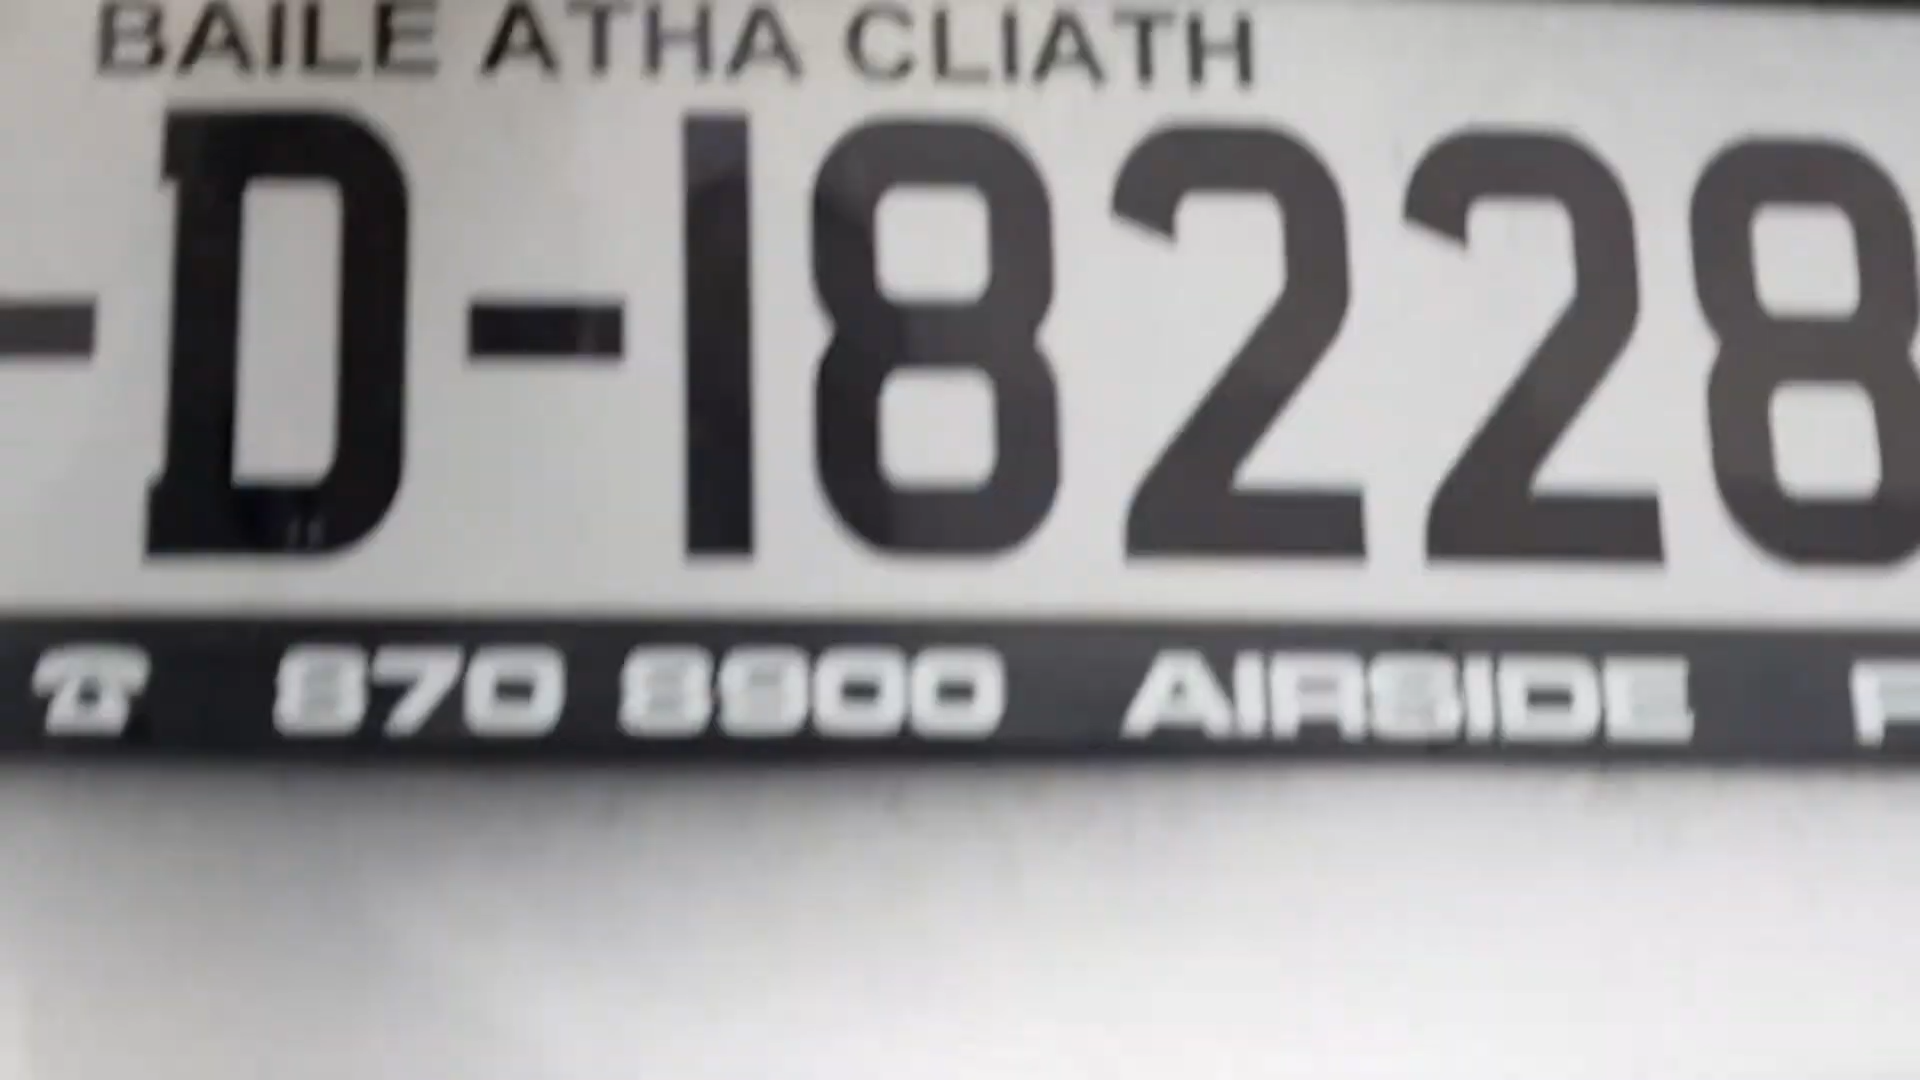 BAILE ATHA CLIATH
-D-18228
☎ 870 8900 AIRSIDE F